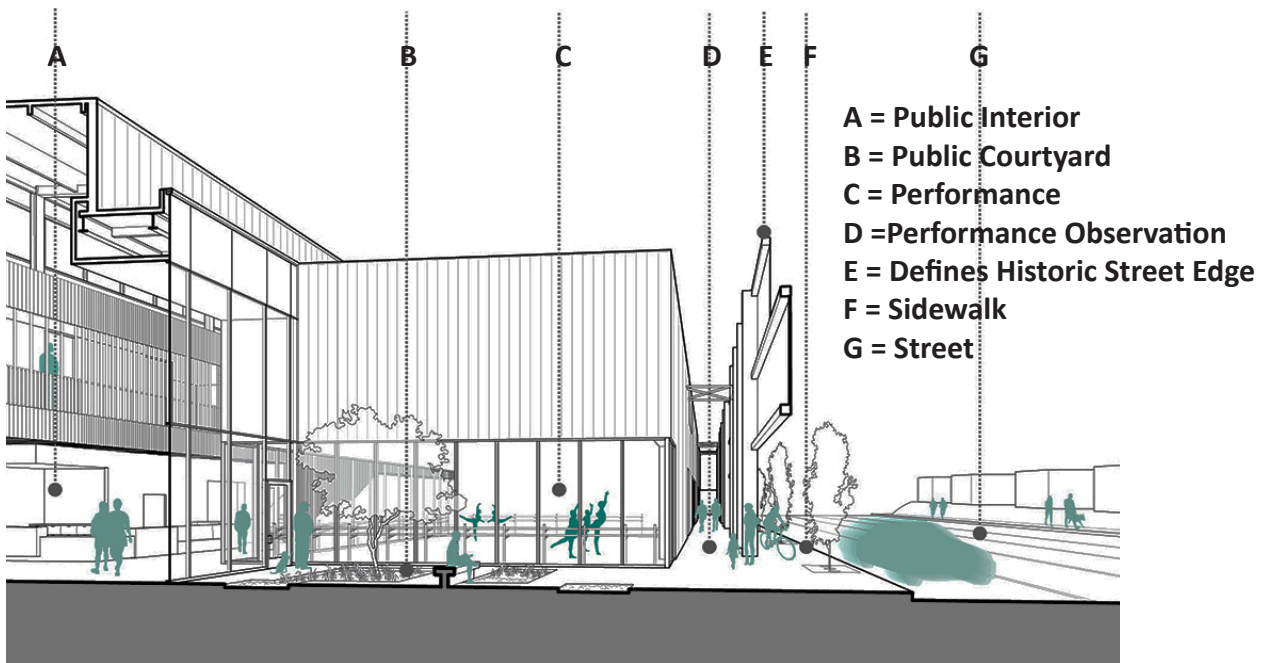 A B C D E F G
A = Public Interior
B = Public Courtyard
C = Performance
D =Performance Observation
E = Defines Historic Street Edge
F = Sidewalk
G = Street